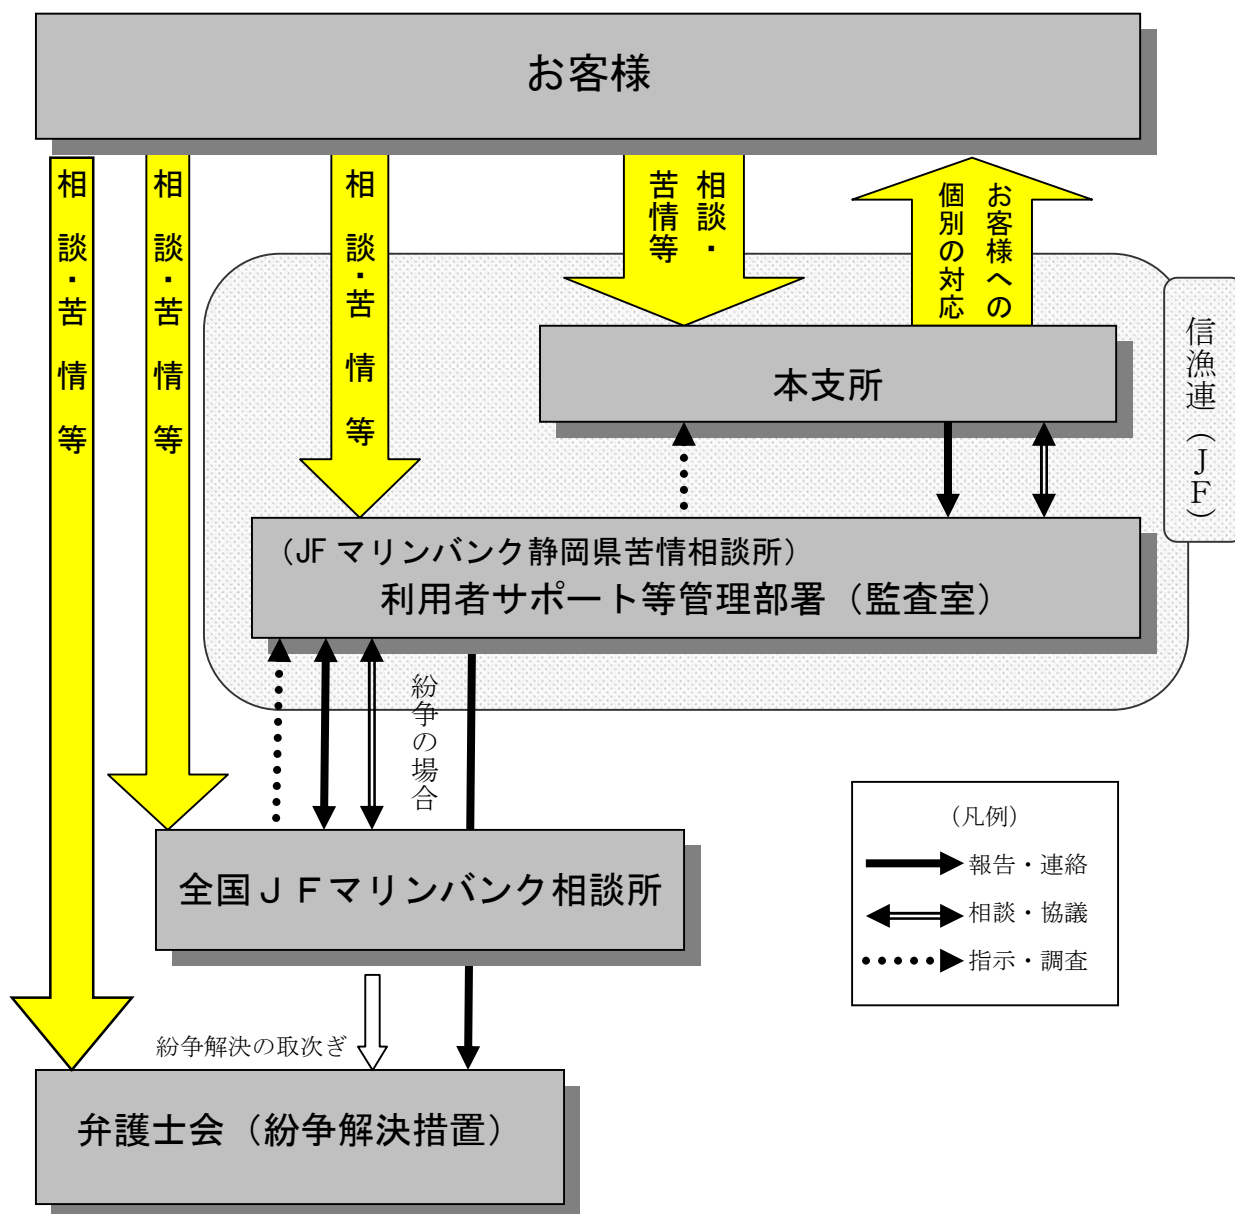 お客様
相談・苦情等
相談・苦情等
相談・苦情等
相談・
苦情等
お客様への
個別の対応
信漁連（ＪＦ）
本支所
（JF マリンバンク静岡県苦情相談所）
利用者サポート等管理部署（監査室）
紛争の場合
全国ＪＦマリンバンク相談所
（凡例）
報告・連絡
相談・協議
指示・調査
紛争解決の取次ぎ
弁護士会（紛争解決措置）